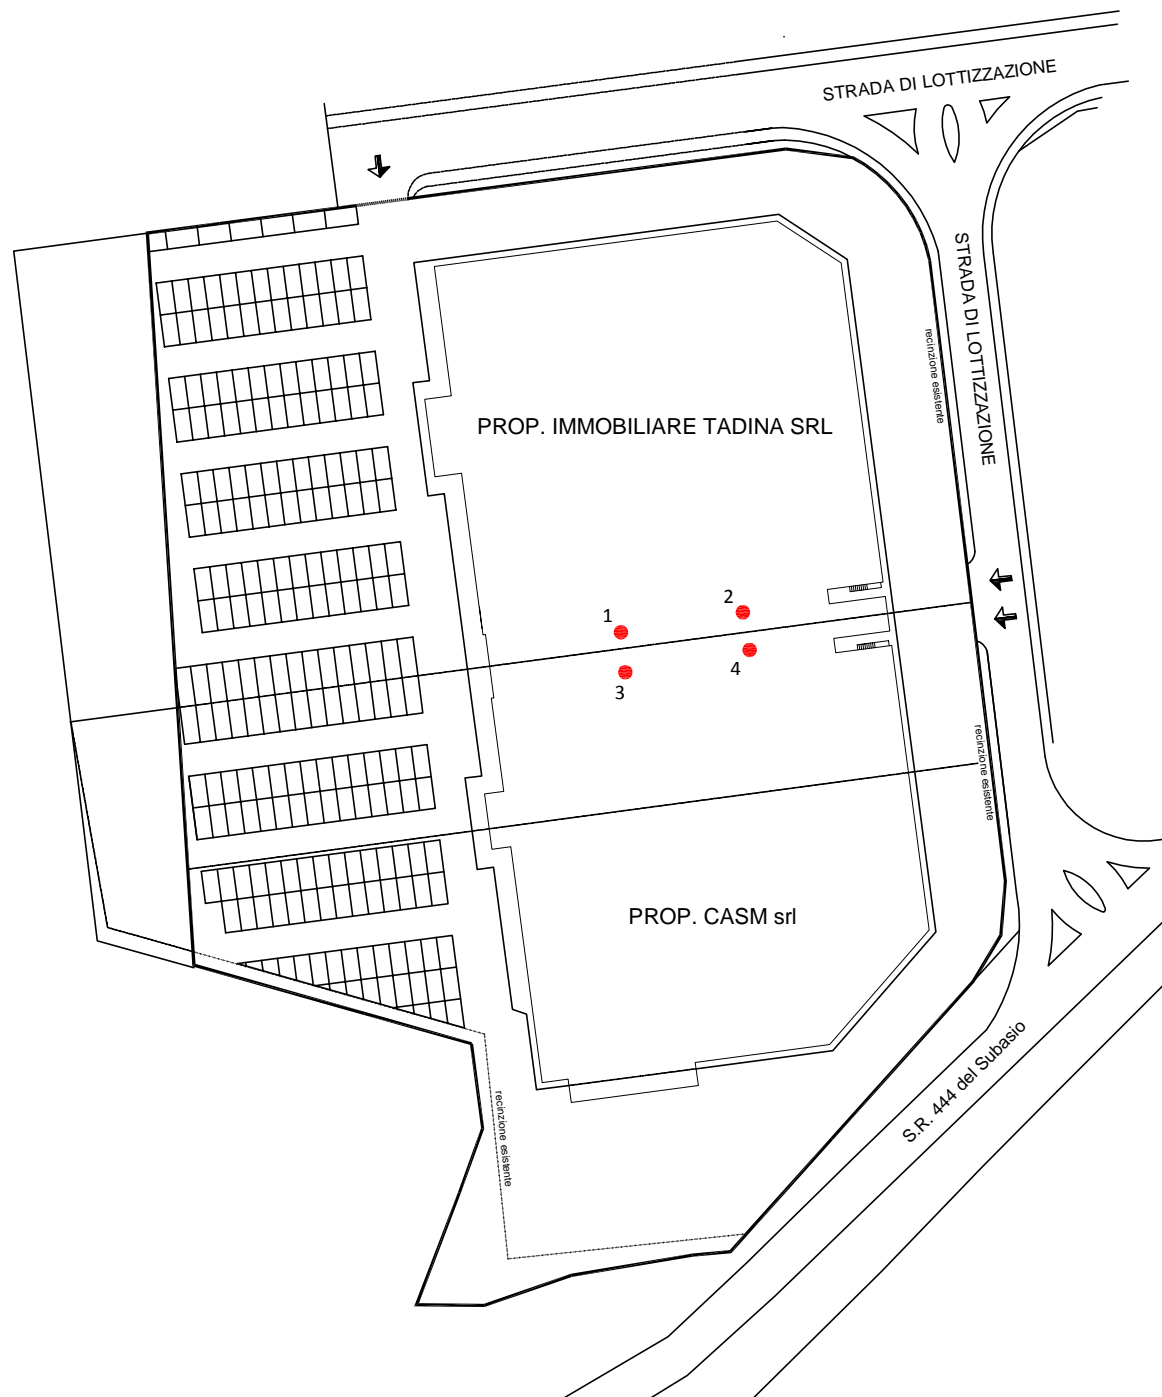 STRADA DI LOTTIZZAZIONE
STRADA DI LOTTIZZAZIONE
recinzione esistente
PROP. IMMOBILIARE TADINA SRL
1
2
3
4
recinzione esistente
PROP. CASM srl
S.R. 444 del Subasio
recinzione esistente